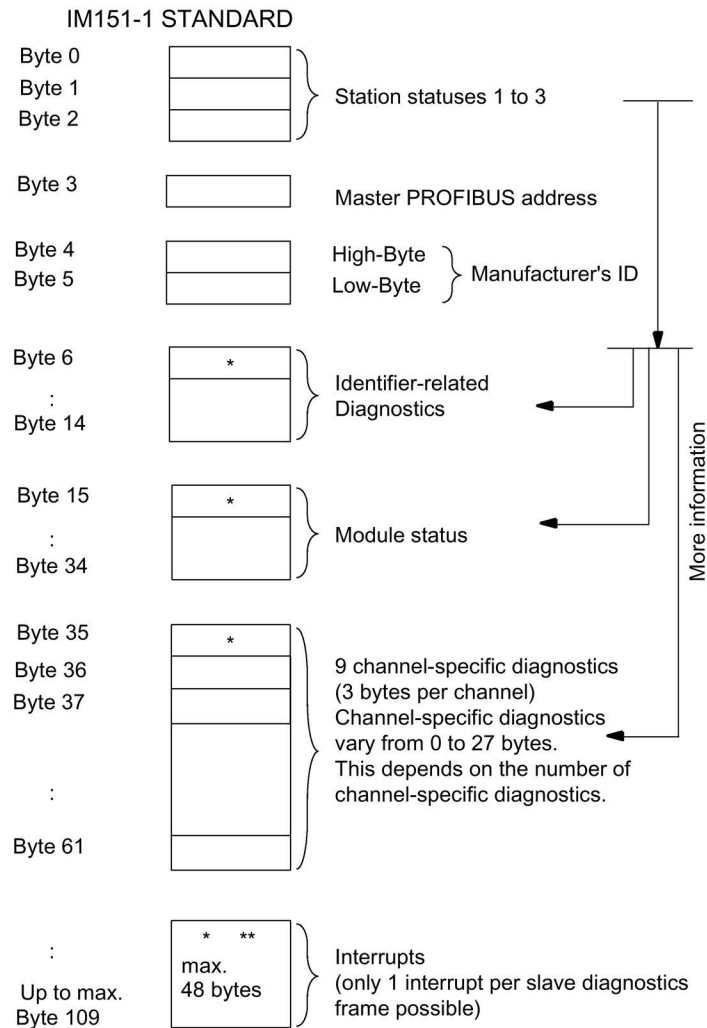 IM151-1 STANDARD
Byte 0
Byte 1
Byte 2
Station statuses 1 to 3
Byte 3
Master PROFIBUS address
Byte 4
High-Byte
Byte 5
Low-Byte
Manufacturer's ID
Byte 6
*
:
Byte 14
Identifier-related
Diagnostics
Byte 15
*
:
Byte 34
Module status
More information
Byte 35
*
Byte 36
Byte 37
:
Byte 61
9 channel-specific diagnostics
(3 bytes per channel)
Channel-specific diagnostics
vary from 0 to 27 bytes.
This depends on the number of
channel-specific diagnostics.
:
Up to max.
Byte 109
* **
max.
48 bytes
Interrupts
(only 1 interrupt per slave diagnostics
frame possible)